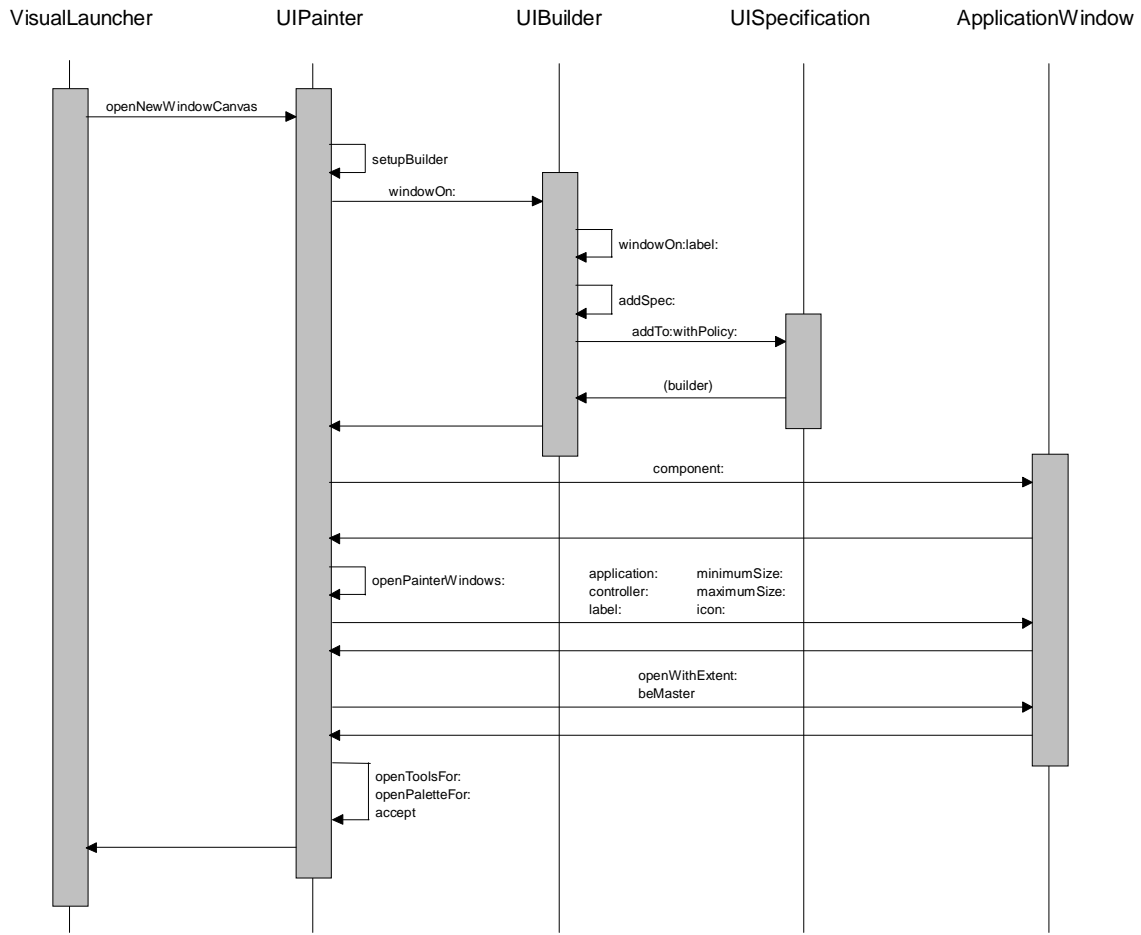 VisualLauncher UIPainter UIBuilder UISpecification ApplicationWindow
openNewWindowCanvas
setupBuilder
windowOn:
windowOn:label:
addSpec:
addTo:withPolicy:
(builder)
component:
openPainterWindows:
application: minimumSize:
controller: maximumSize:
label: icon:
openWithExtent:
beMaster
openToolsFor:
openPaletteFor:
accept